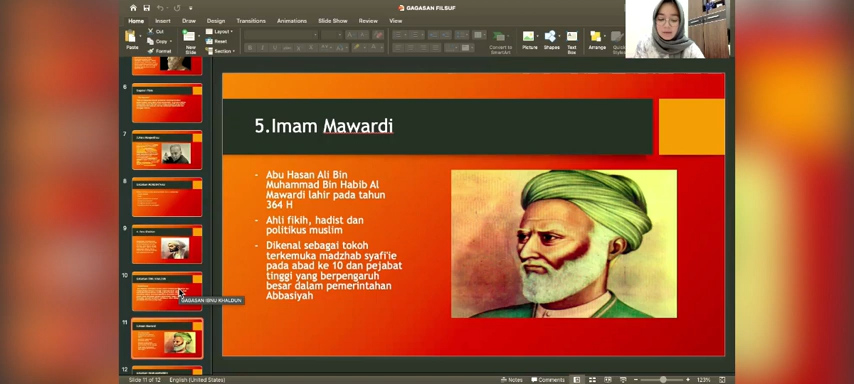 GAGASAN FILSUF
Home Insert Draw Design Transitions Animations Slide Show Review View
Paste
Cut
Copy
Format
New
Slide
Layout
Reset
Section
Convert to
SmartArt
Picture
Shapes
Text
Box
Arrange
5.Imam Mawardi
- Abu Hasan Ali Bin
Muhammad Bin Habib Al
Mawardi lahir pada tahun
364 H
- Ahli fikih, hadist dan
politikus muslim
- Dikenal sebagai tokoh
terkemuka madzhab syafi'ie
pada abad ke 10 dan pejabat
tinggi yang berpengaruh
besar dalam pemerintahan
Abbasiyah
6
7
8
9
10
GAGASAN IBNU KHALDUN
11
12
Slide 11 of 12 English (United States)
Notes Comments 123%